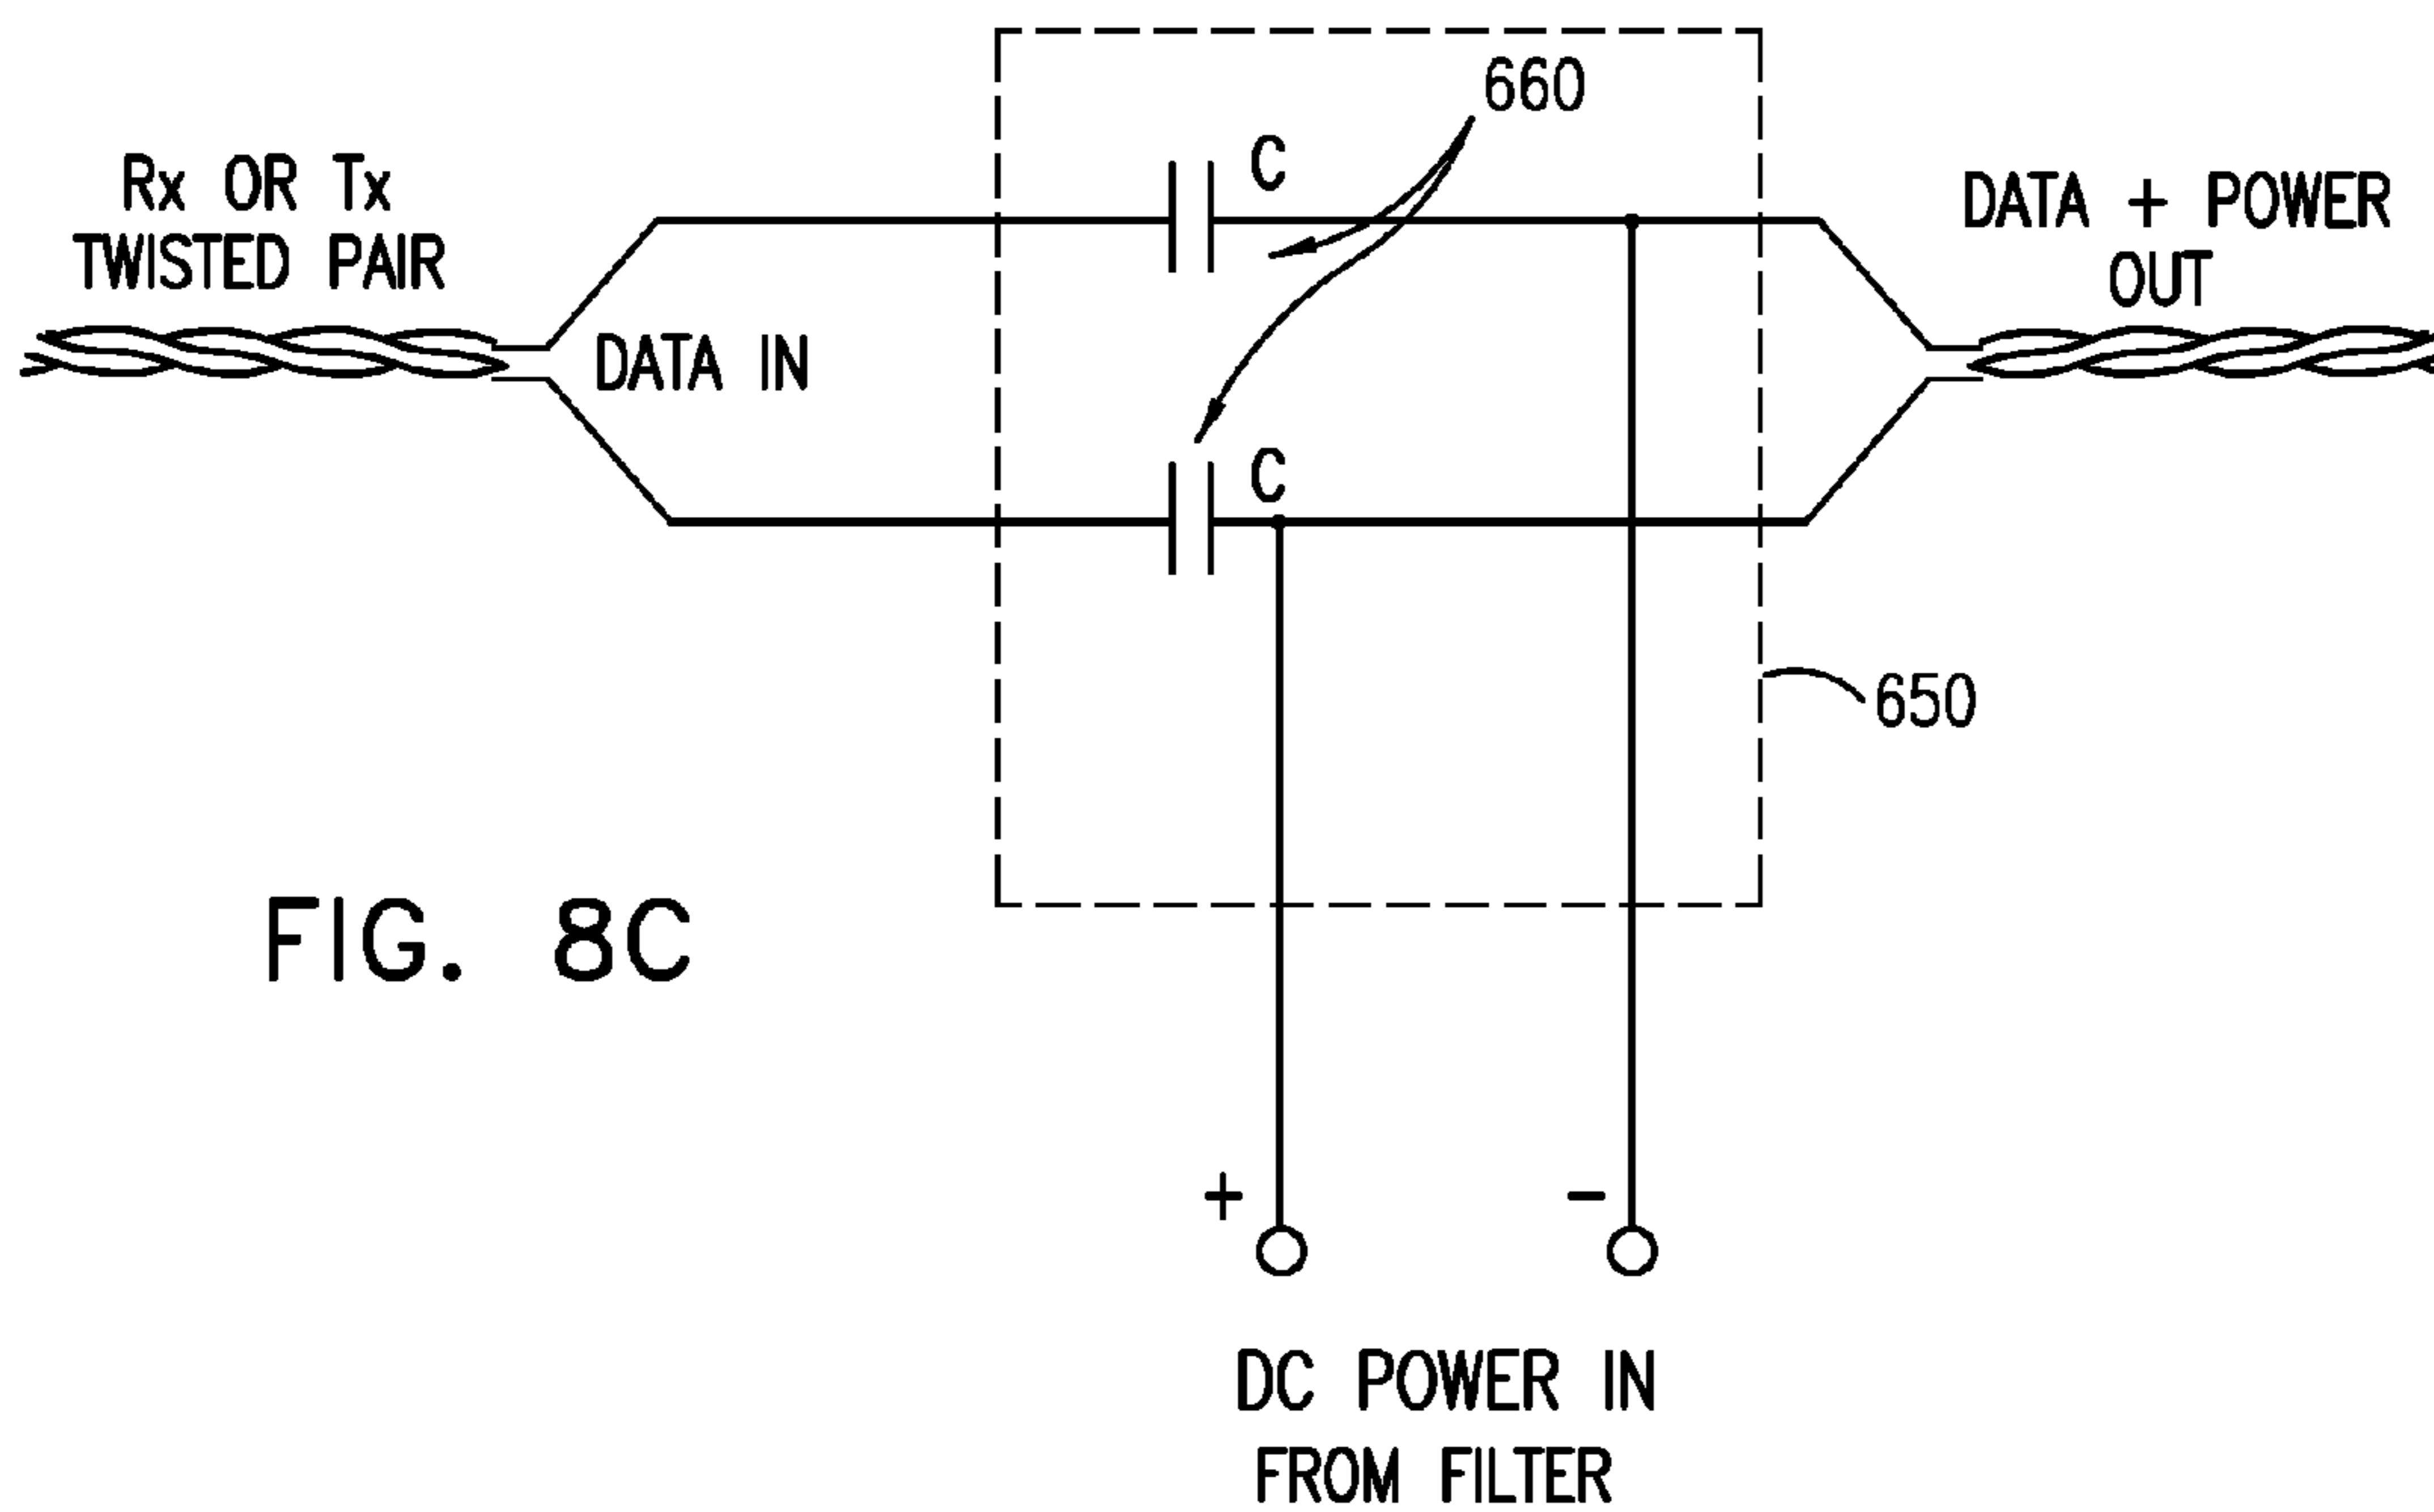 660
C
Rx OR Tx
TWISTED PAIR
DATA + POWER
OUT
DATA IN
C
650
FIG. 8C
+ −
DC POWER IN
FROM FILTER